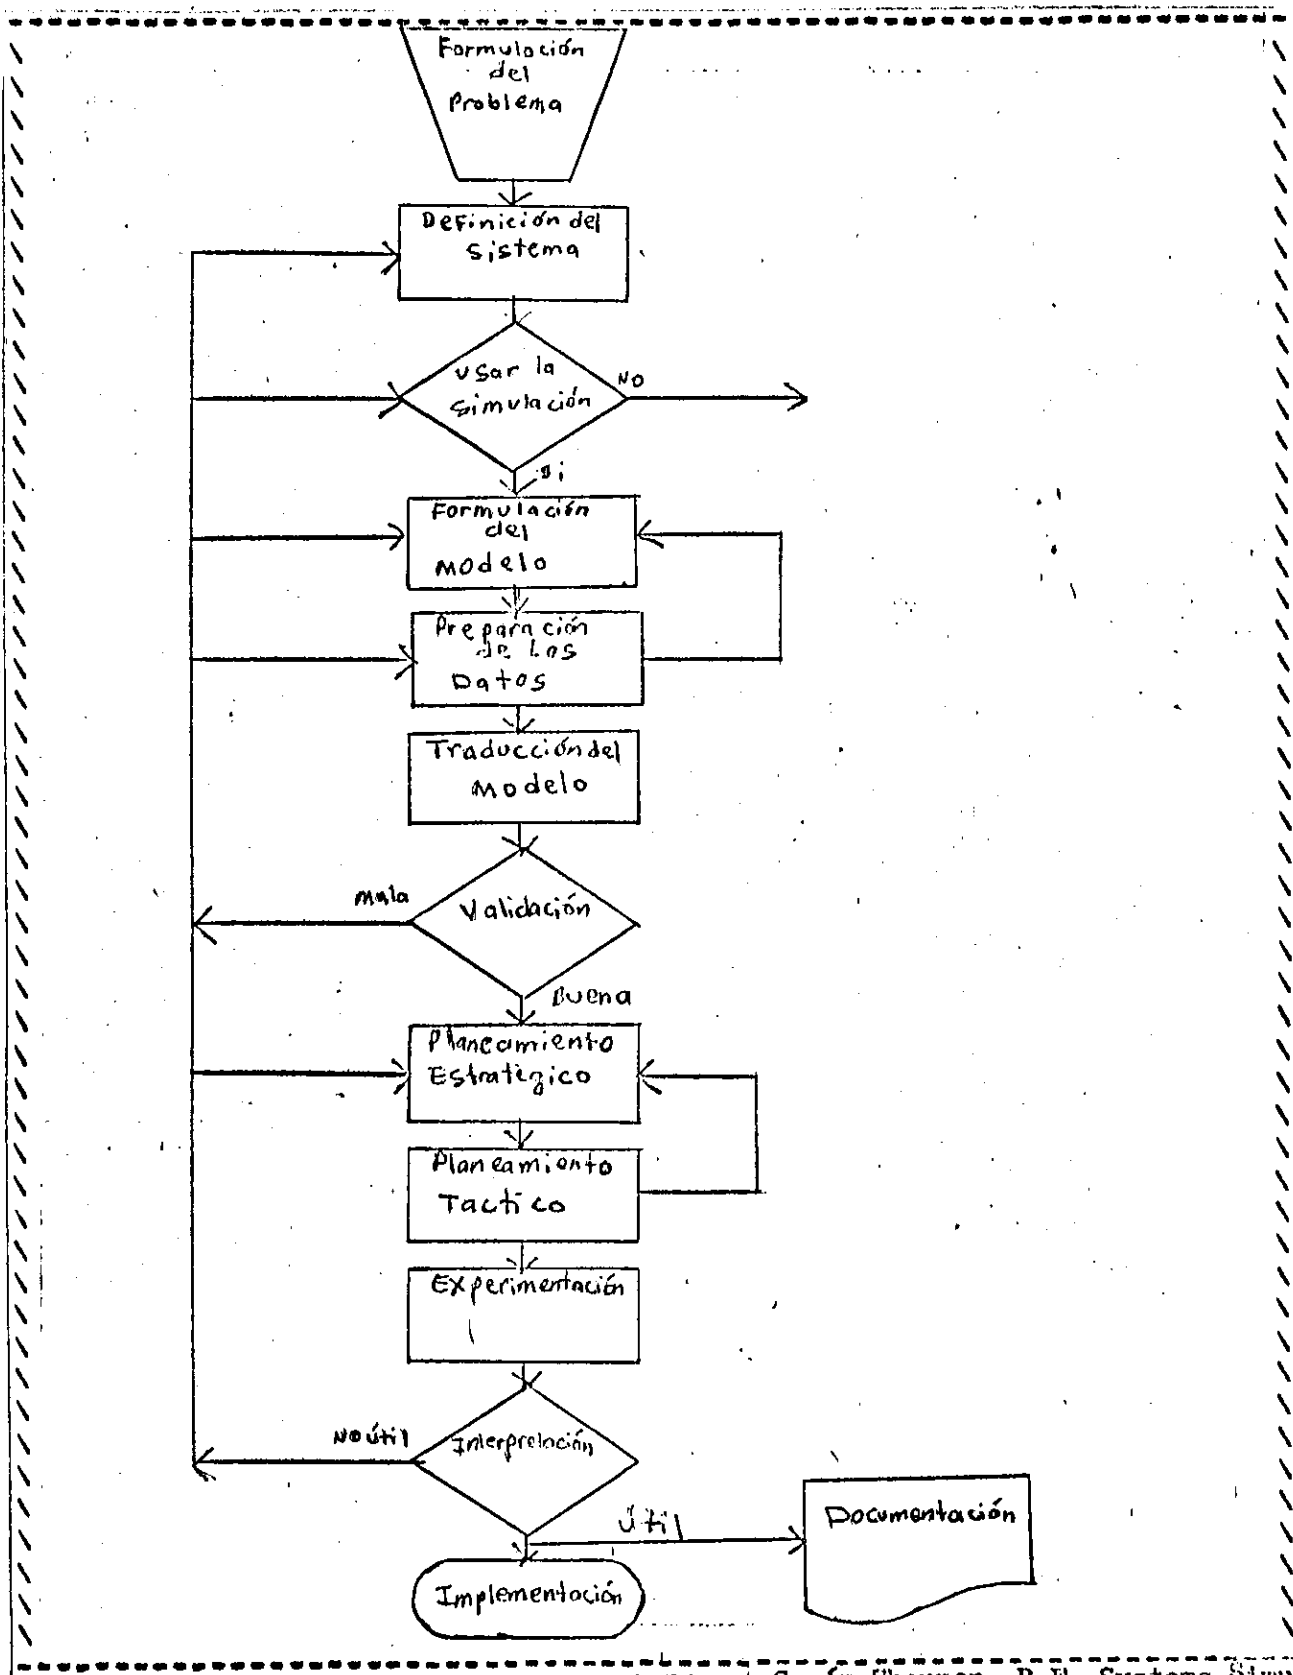 Formulación
del
Problema
Definición del
Sistema
Usar la
Simulación
NO
Si
Formulación
del
Modelo
Preparación
de Los
Datos
Traducción del
Modelo
Mala
Validación
Buena
Planeamiento
Estratégico
Planeamiento
Tactico
Experimentación
No útil
Interpretación
Útil
Documentación
Implementación